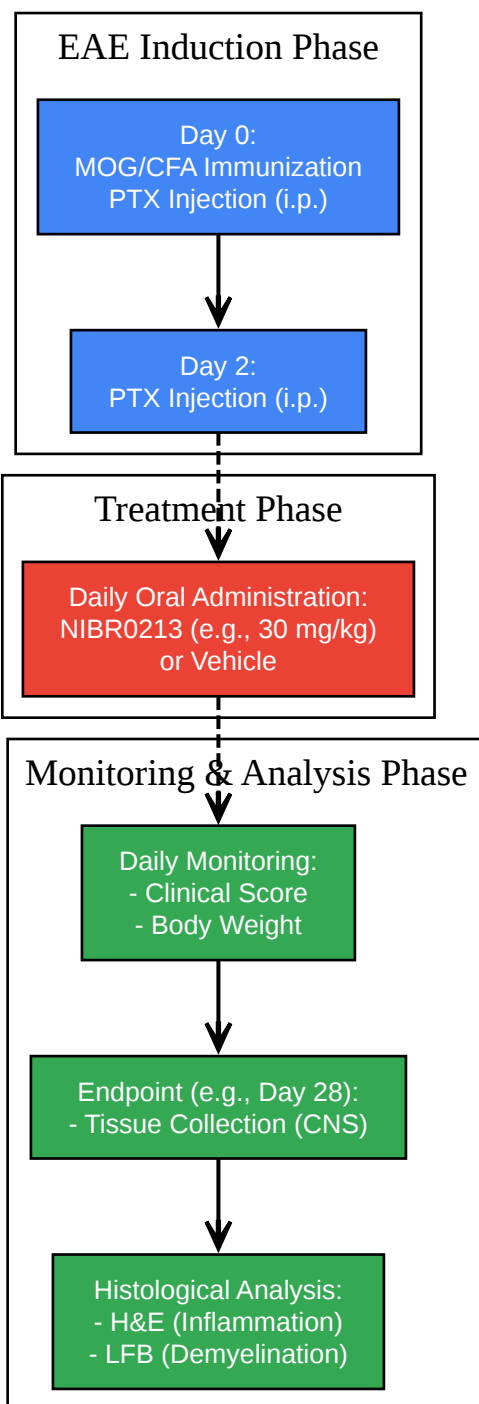 EAE Induction Phase
Day 0:
MOG/CFA Immunization
PTX Injection (i.p.)
Day 2:
PTX Injection (i.p.)
Treatment Phase
Daily Oral Administration:
NIBR0213 (e.g., 30 mg/kg)
or Vehicle
Monitoring & Analysis Phase
Daily Monitoring:
- Clinical Score
- Body Weight
Endpoint (e.g., Day 28):
- Tissue Collection (CNS)
Histological Analysis:
- H&E (Inflammation)
- LFB (Demyelination)